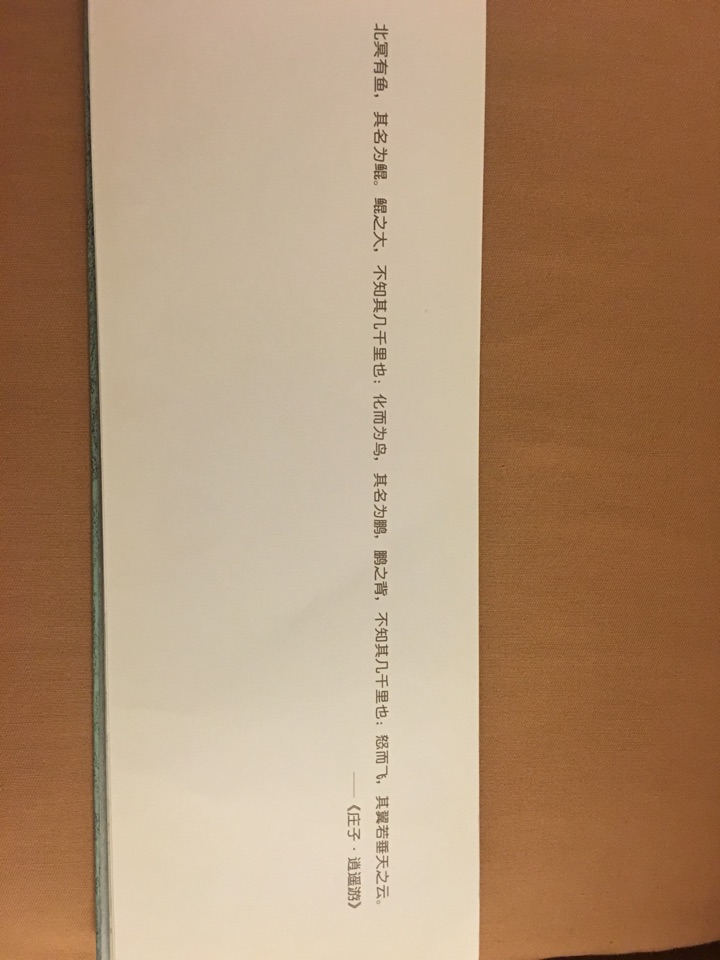 北冥有鱼，其名为鲲。鲲之大，不知其几千里也；化而为鸟，其名为鹏，鹏之背，不知其几千里也；怒而飞，其翼若垂天之云。
——《庄子·逍遥游》